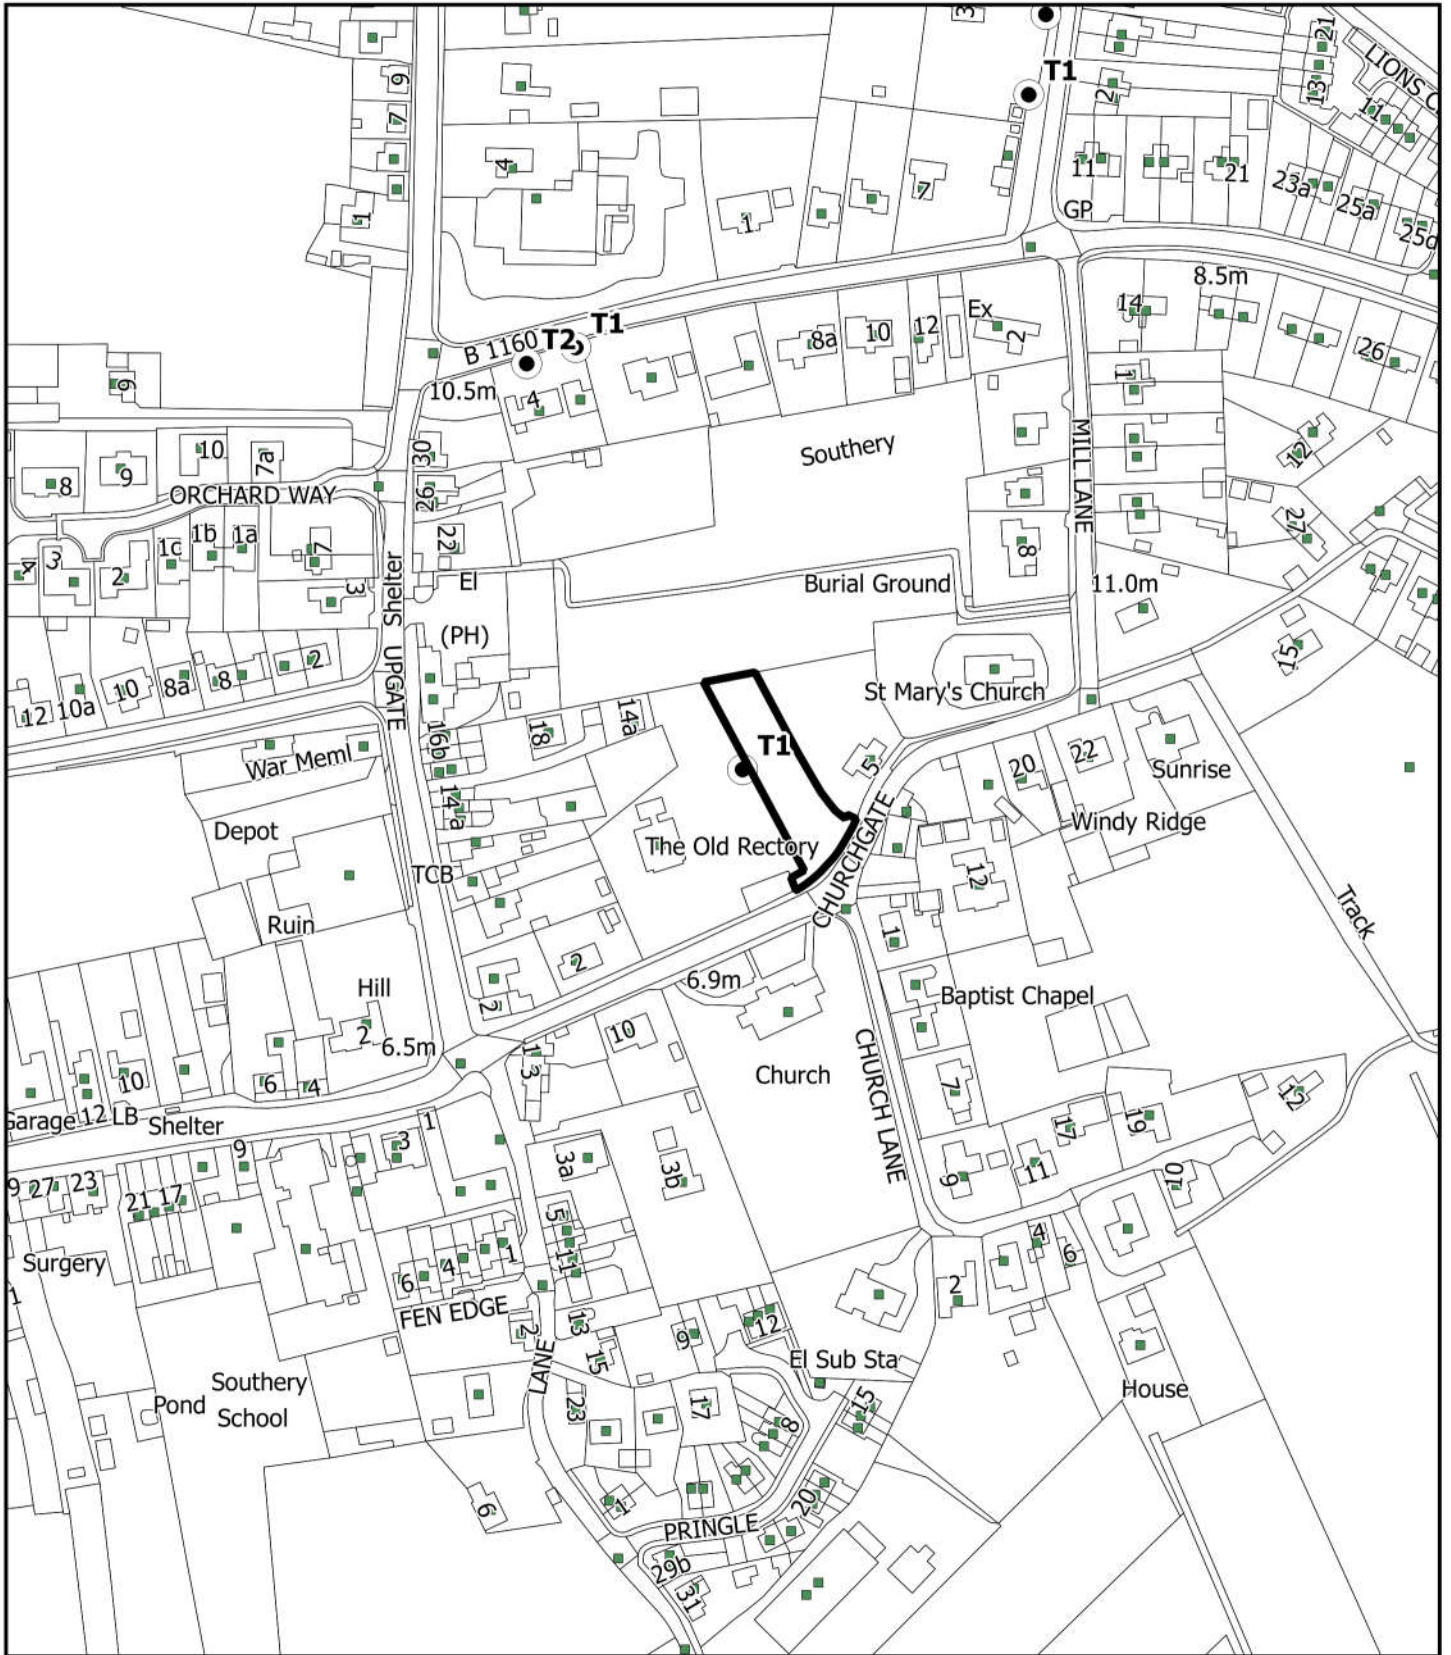 3
T1
21
LIONS C
9
7
2
13
11
4
1
1
7
11
21
23a
25a
25d
GP
8.5m
T1
T2
B 1160
10.5m
4
8a
10
12
Ex
2
14
26
1
9
10
7a
30
Southery
MILL LANE
12
8
9
ORCHARD WAY
26
27
1c
1b
1a
7
22
8
4
3
2
3
El
Burial Ground
11.0m
Shelter
(PH)
15
12
10a
10
8a
8
2
UPGATE
St Mary's Church
16b
18
14a
T1
5
20
22
Sunrise
War Meml
14a
Windy Ridge
Depot
The Old Rectory
CHURCHGATE
TCB
12
Track
Ruin
1
2
6.9m
Baptist Chapel
Hill
2
2
6.5m
10
13
CHURCH LANE
Church
10
6
4
7
12
Garage
12
LB
Shelter
1
3
9
17
19
3a
3b
9
11
10
9
27
23
21
17
5
11
4
6
Surgery
1
6
4
1
2
FEN EDGE
2
13
9
12
15
El Sub Sta
LANE
House
Southery
School
Pond
23
17
8
15
6
1
20
PRINGLE
29b
31